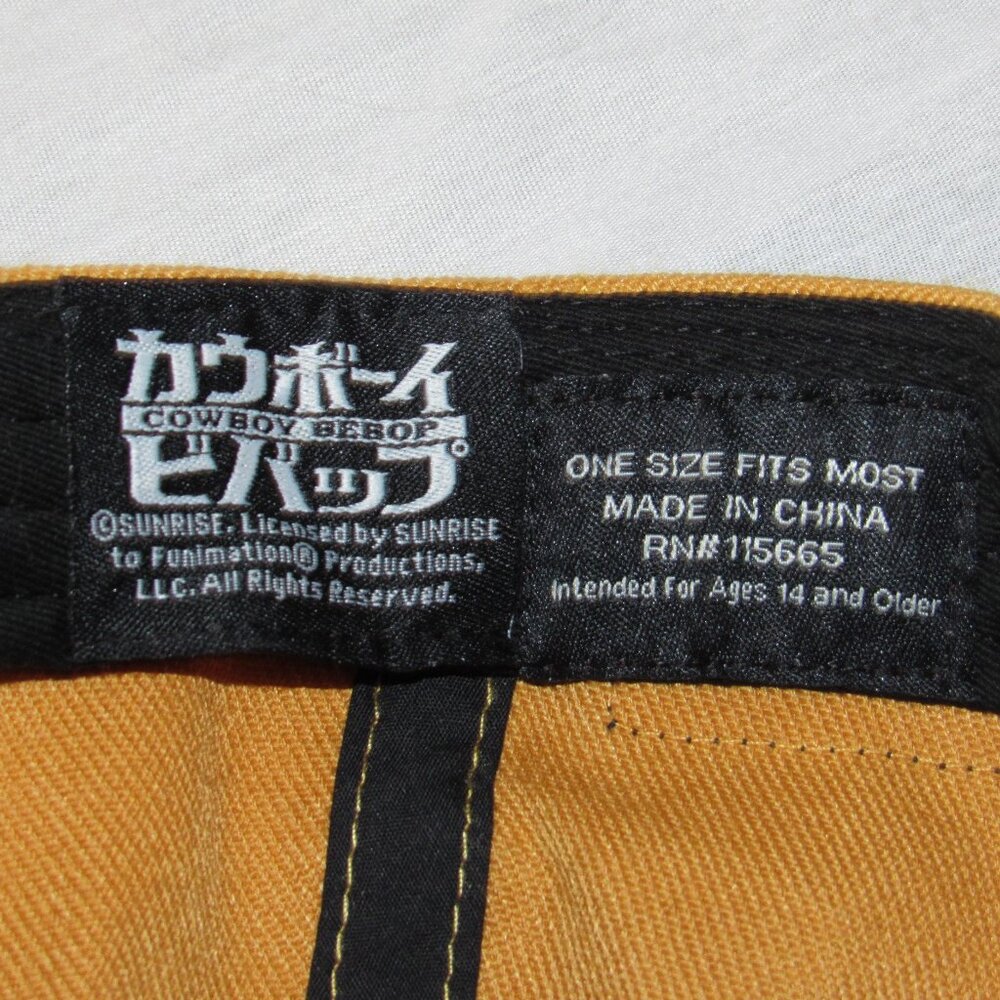 カウボーイ
COWBOY BEBOP
ビバップ
©SUNRISE. Licensed by SUNRISE
to Funimation® Productions,
LLC. All Rights Reserved.
ONE SIZE FITS MOST
MADE IN CHINA
RN# 115665
Intended For Ages 14 and Older